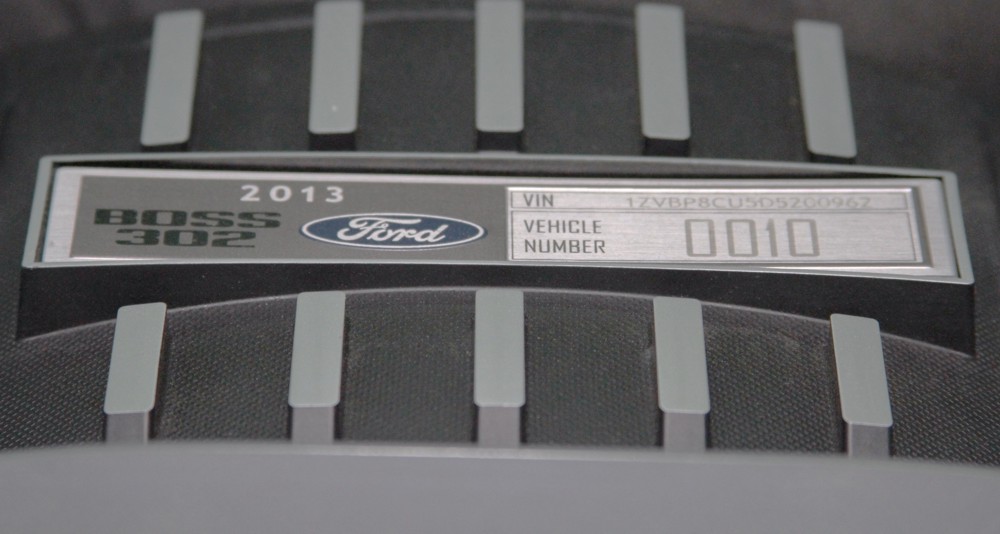 2013
BOSS
302
Ford
VIN 1ZVBP8CU5D5200962
VEHICLE
NUMBER
0010